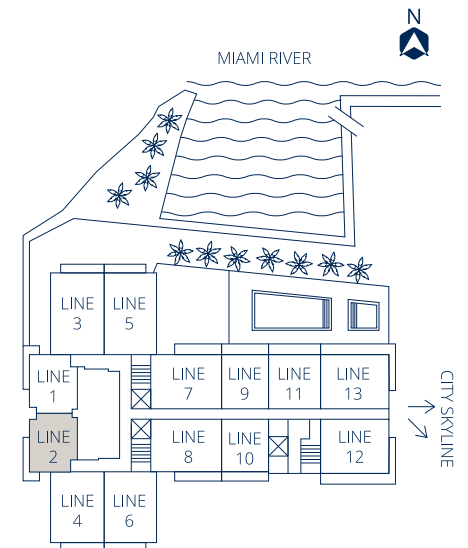 N
MIAMI RIVER
LINE
3
LINE
5
LINE
1
LINE
7
LINE
9
LINE
11
LINE
13
CITY SKYLINE
LINE
2
LINE
8
LINE
10
LINE
12
LINE
4
LINE
6